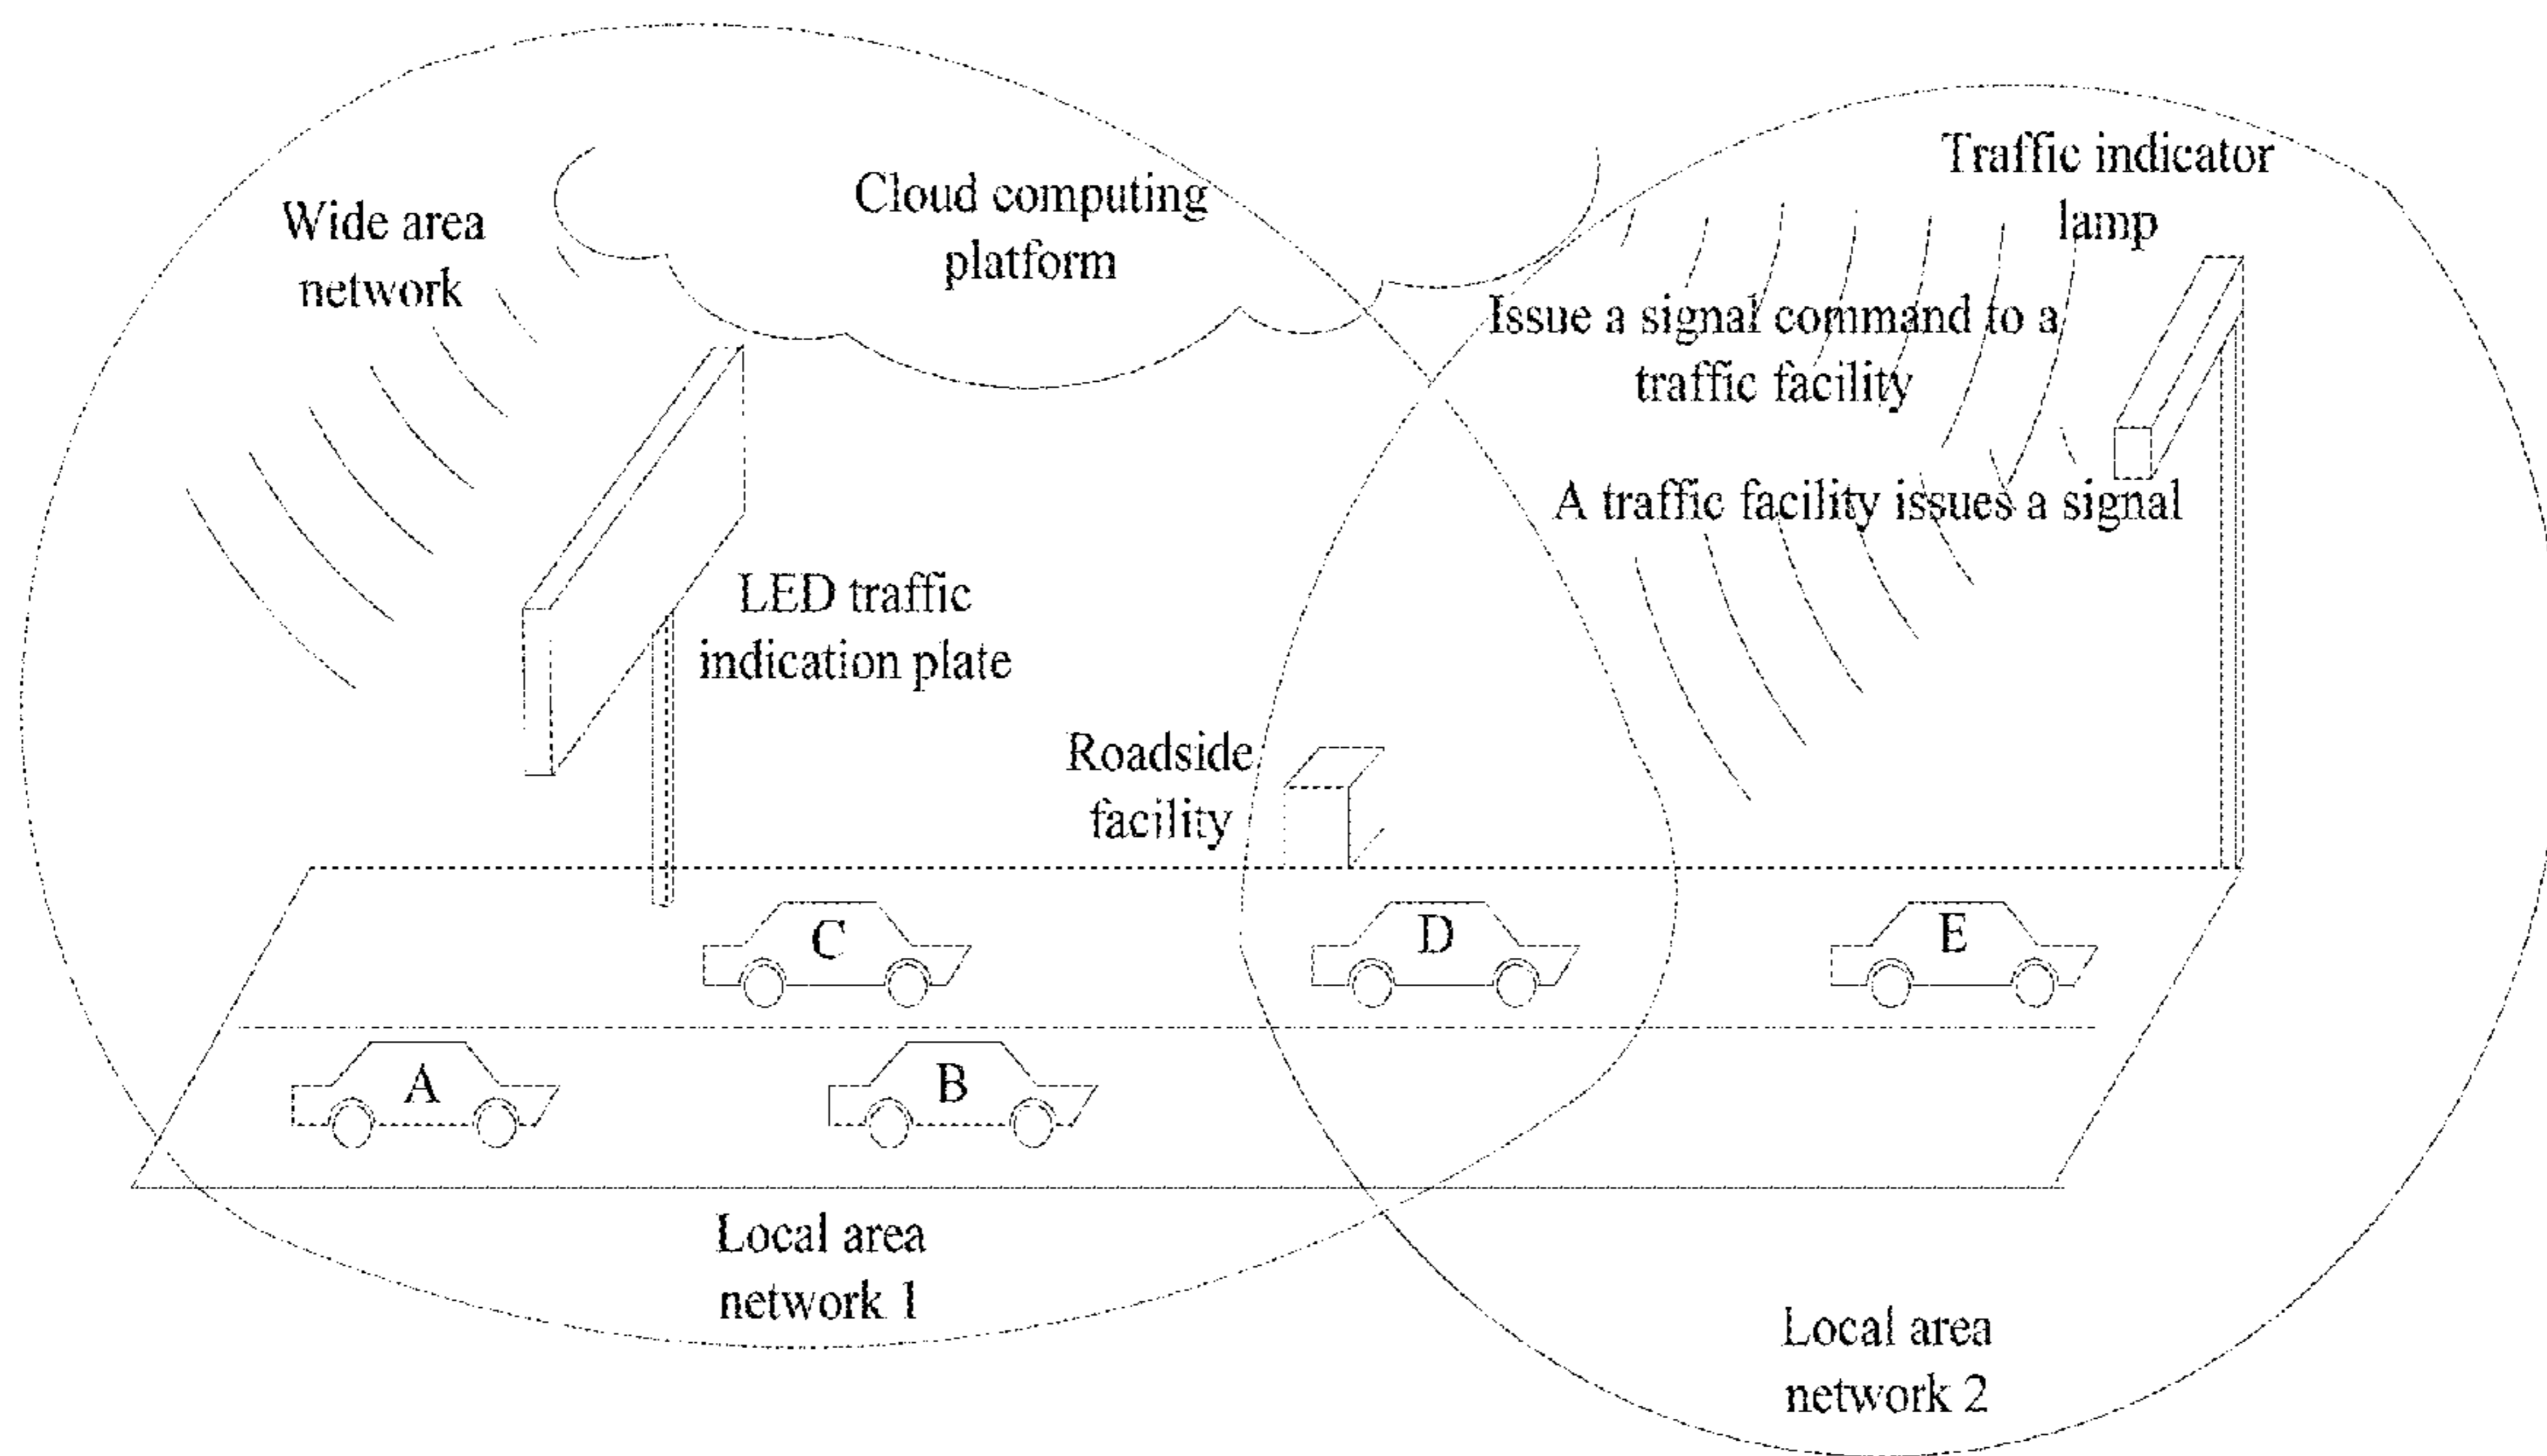 Traffic indicator
lamp
Cloud computing
platform
Wide area
network
Issue a signal command to a
traffic facility
A traffic facility issues a signal
LED traffic
indication plate
Roadside
facility
C
D
E
A
B
Local area
network 1
Local area
network 2